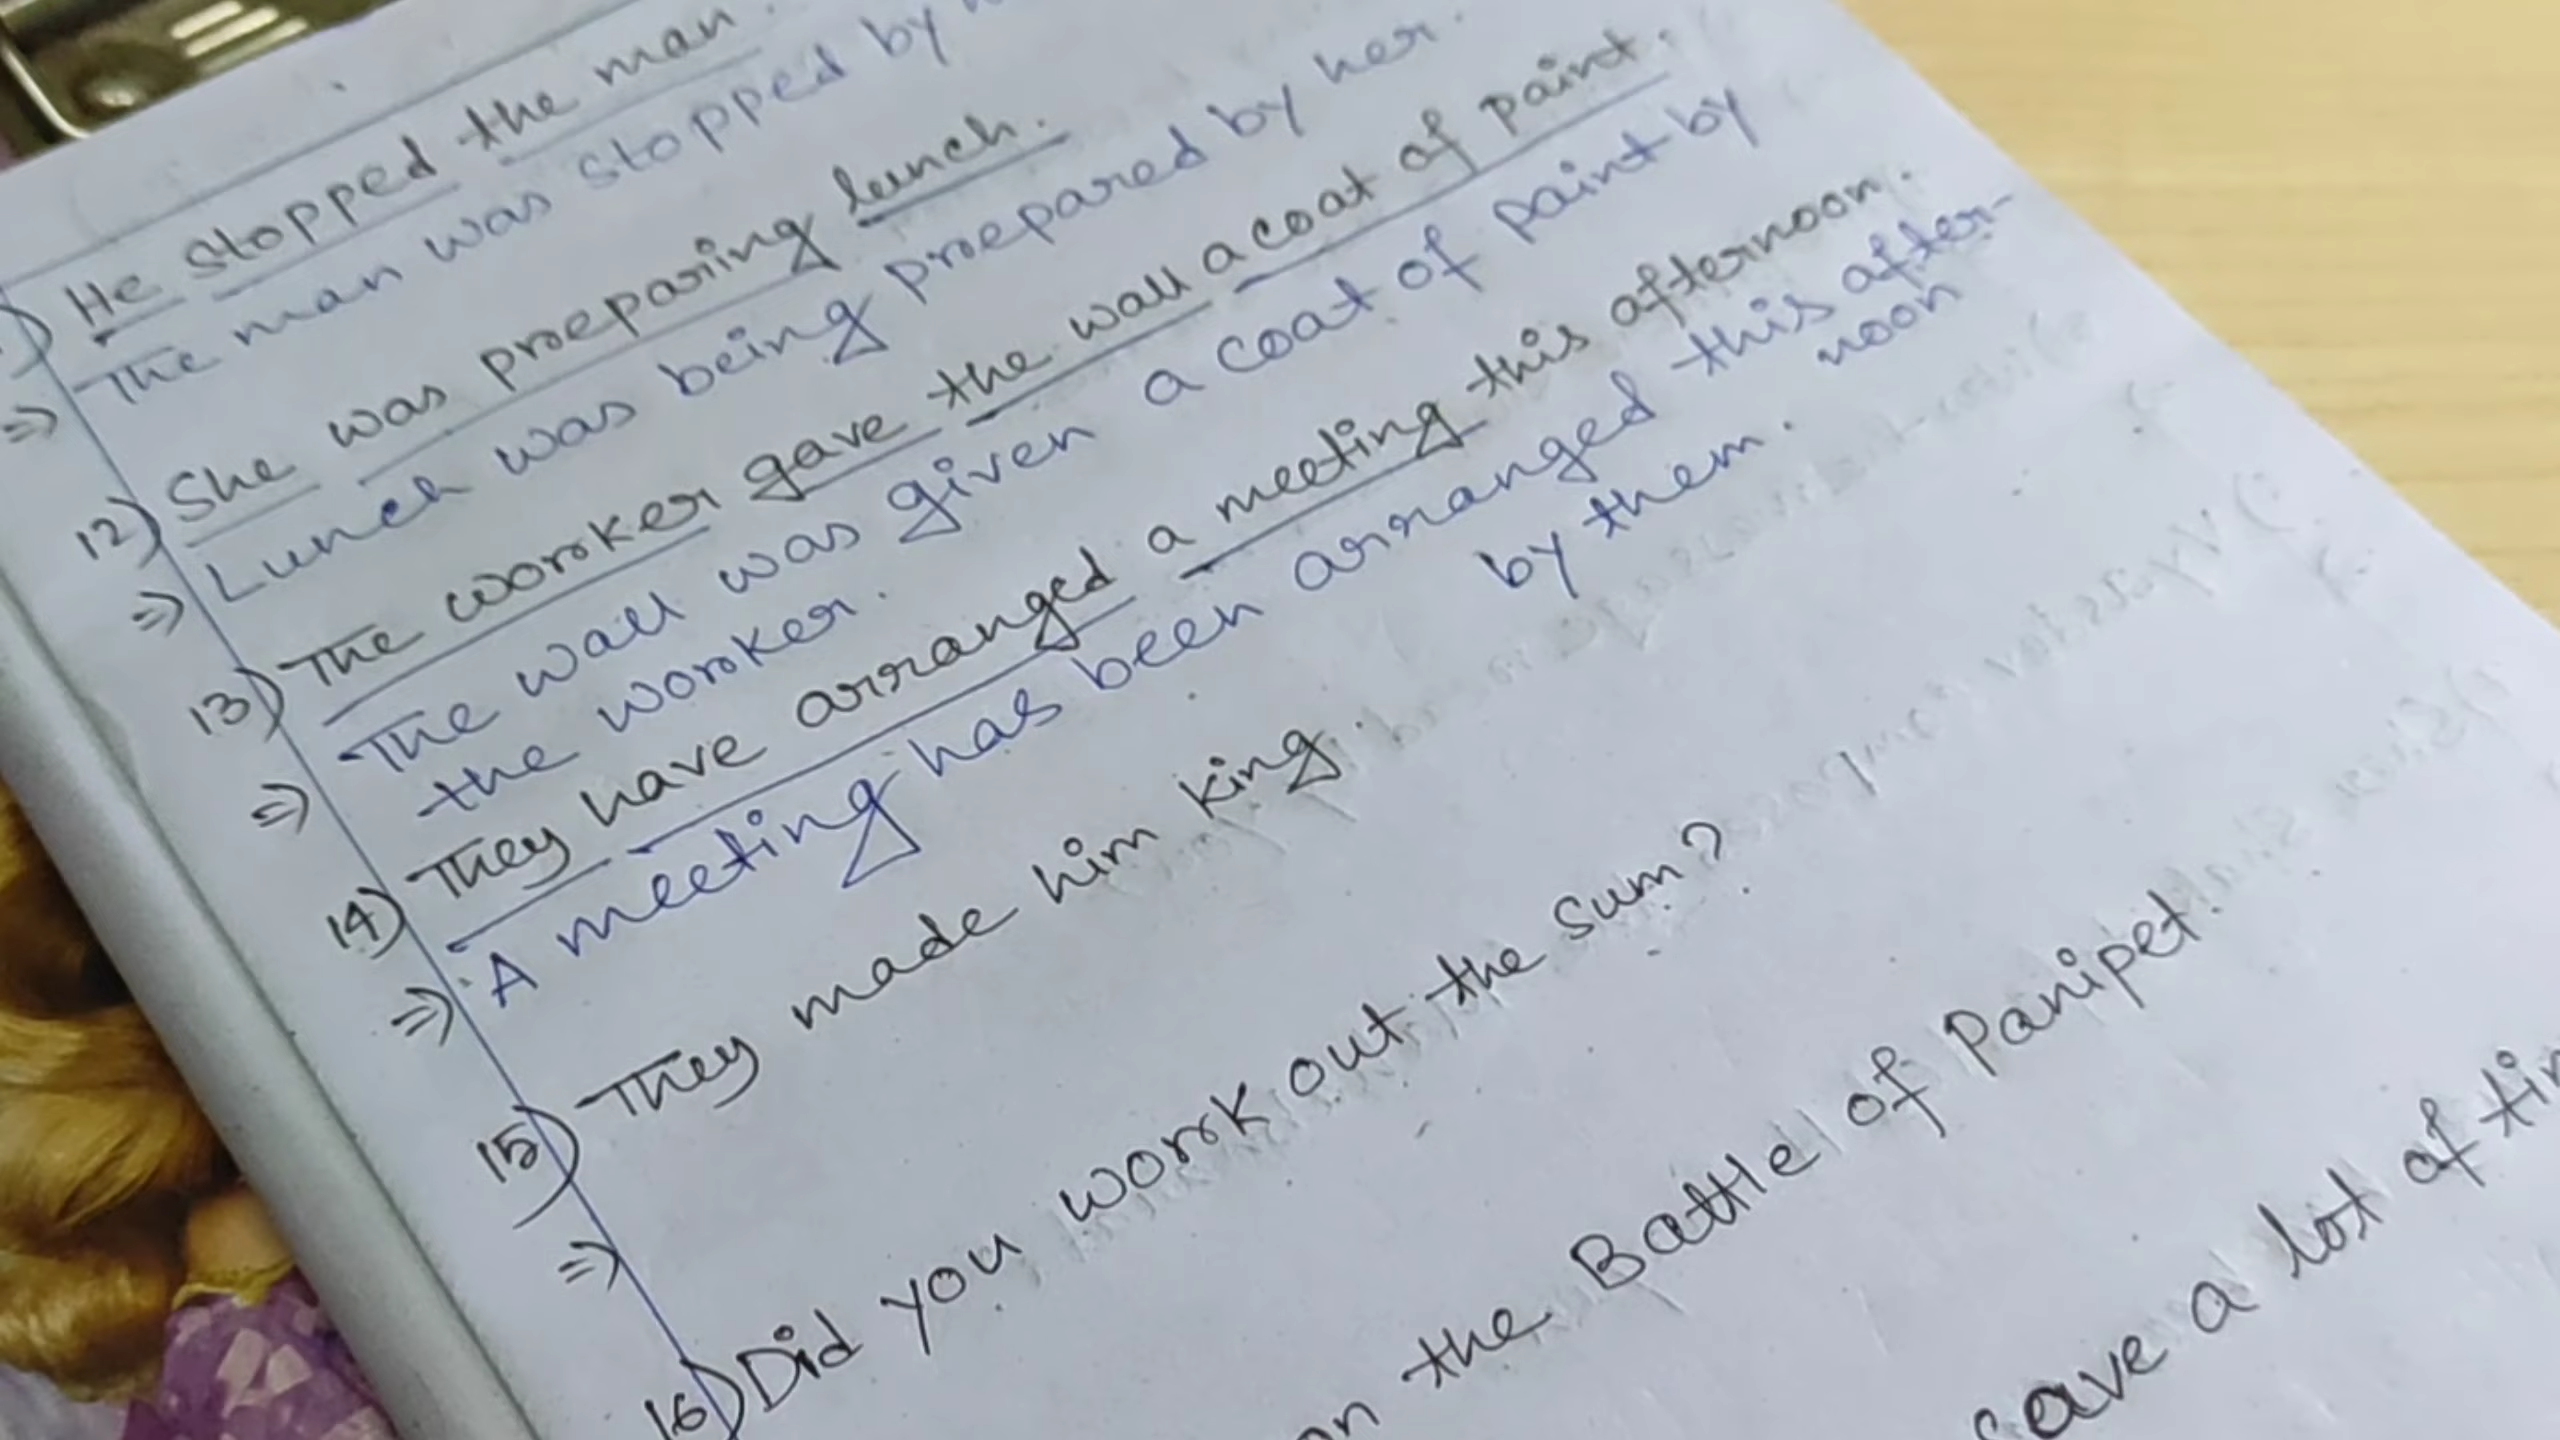 He stopped the man.
=> The man was stopped by
12) She was preparing lunch.
=> Lunch was being prepared by her.
13) The worker gave the wall a coat of paint.
=> The wall was given a coat of paint by
the worker.
14) They have arranged a meeting this afternoon.
=> A meeting has been arranged this after-
noon
by them.
15) They made him king.
=>
16) Did you work out the sum?
the Battle of Panipet.
save a lot of